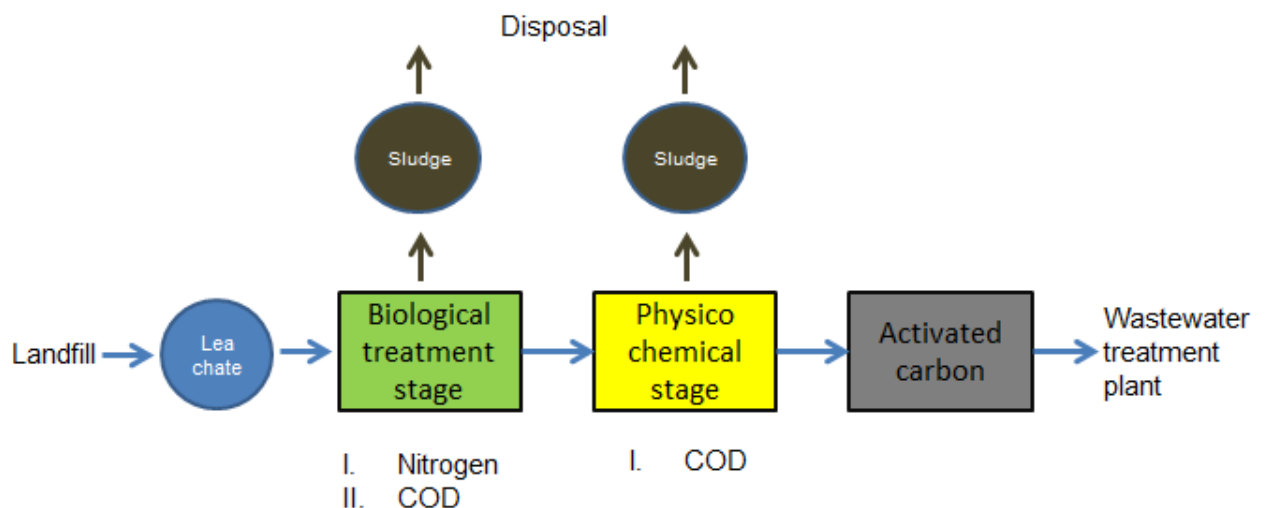 Disposal
Sludge
Sludge
Landfill
Lea
chate
Biological
treatment
stage
Physico
chemical
stage
Activated
carbon
Wastewater
treatment
plant
I. Nitrogen
II. COD
I. COD